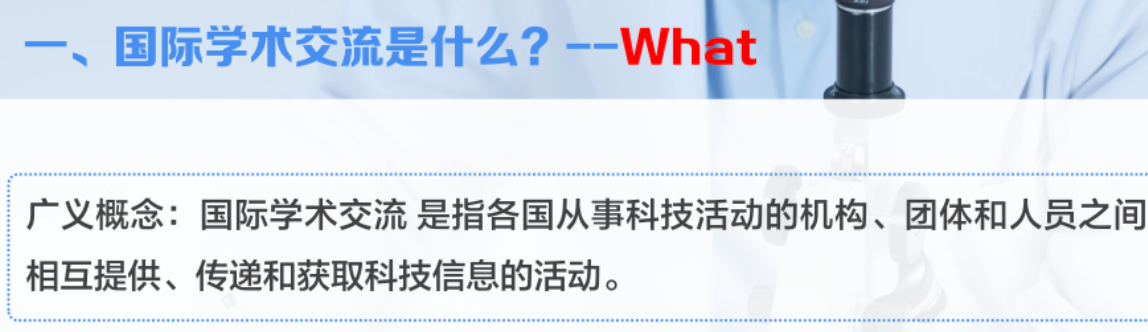 一、国际学术交流是什么？--What
广义概念：国际学术交流 是指各国从事科技活动的机构、团体和人员之间
相互提供、传递和获取科技信息的活动。